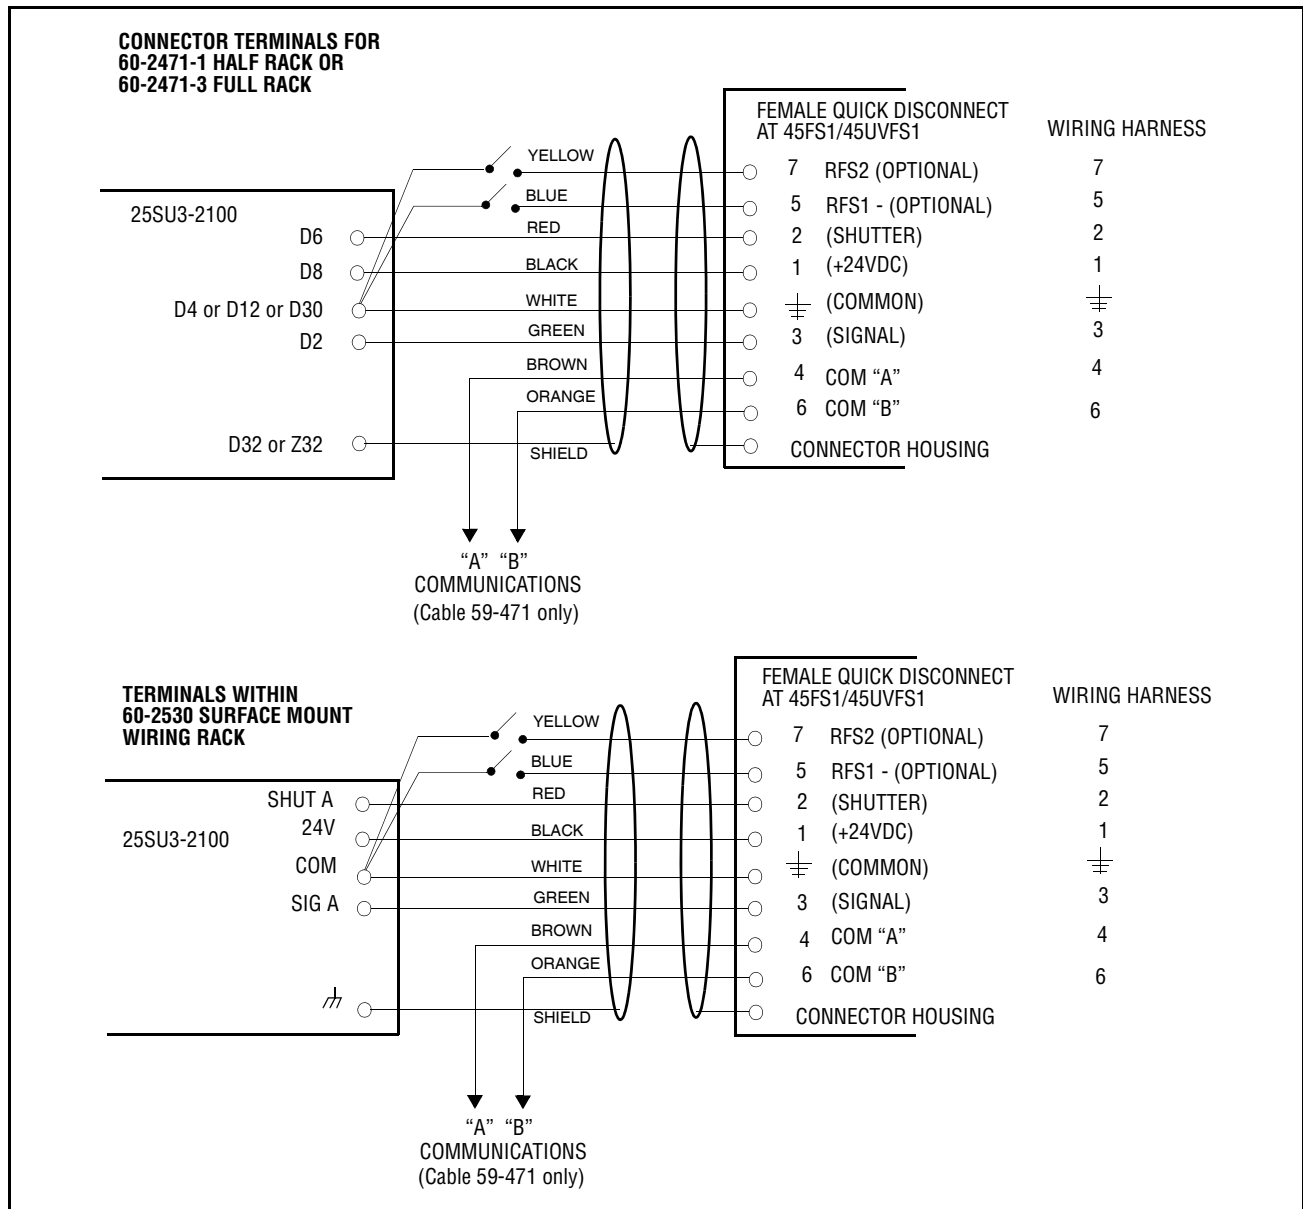 CONNECTOR TERMINALS FOR
60-2471-1 HALF RACK OR
60-2471-3 FULL RACK
FEMALE QUICK DISCONNECT
AT 45FS1/45UVFS1
WIRING HARNESS
YELLOW
7 RFS2 (OPTIONAL) 7
25SU3-2100
BLUE
5 RFS1 - (OPTIONAL) 5
D6 RED 2 (SHUTTER) 2
D8 BLACK 1 (+24VDC) 1
D4 or D12 or D30 WHITE (COMMON)
D2 GREEN 3 (SIGNAL) 3
BROWN 4 COM “A” 4
ORANGE 6 COM “B” 6
D32 or Z32 SHIELD CONNECTOR HOUSING
“A” “B”
COMMUNICATIONS
(Cable 59-471 only)
TERMINALS WITHIN
60-2530 SURFACE MOUNT
WIRING RACK
FEMALE QUICK DISCONNECT
AT 45FS1/45UVFS1
WIRING HARNESS
YELLOW 7 RFS2 (OPTIONAL) 7
BLUE 5 RFS1 - (OPTIONAL) 5
SHUT A RED 2 (SHUTTER) 2
25SU3-2100
24V BLACK 1 (+24VDC) 1
COM WHITE (COMMON)
SIG A GREEN 3 (SIGNAL) 3
BROWN 4 COM “A” 4
ORANGE 6 COM “B” 6
SHIELD CONNECTOR HOUSING
“A” “B”
COMMUNICATIONS
(Cable 59-471 only)